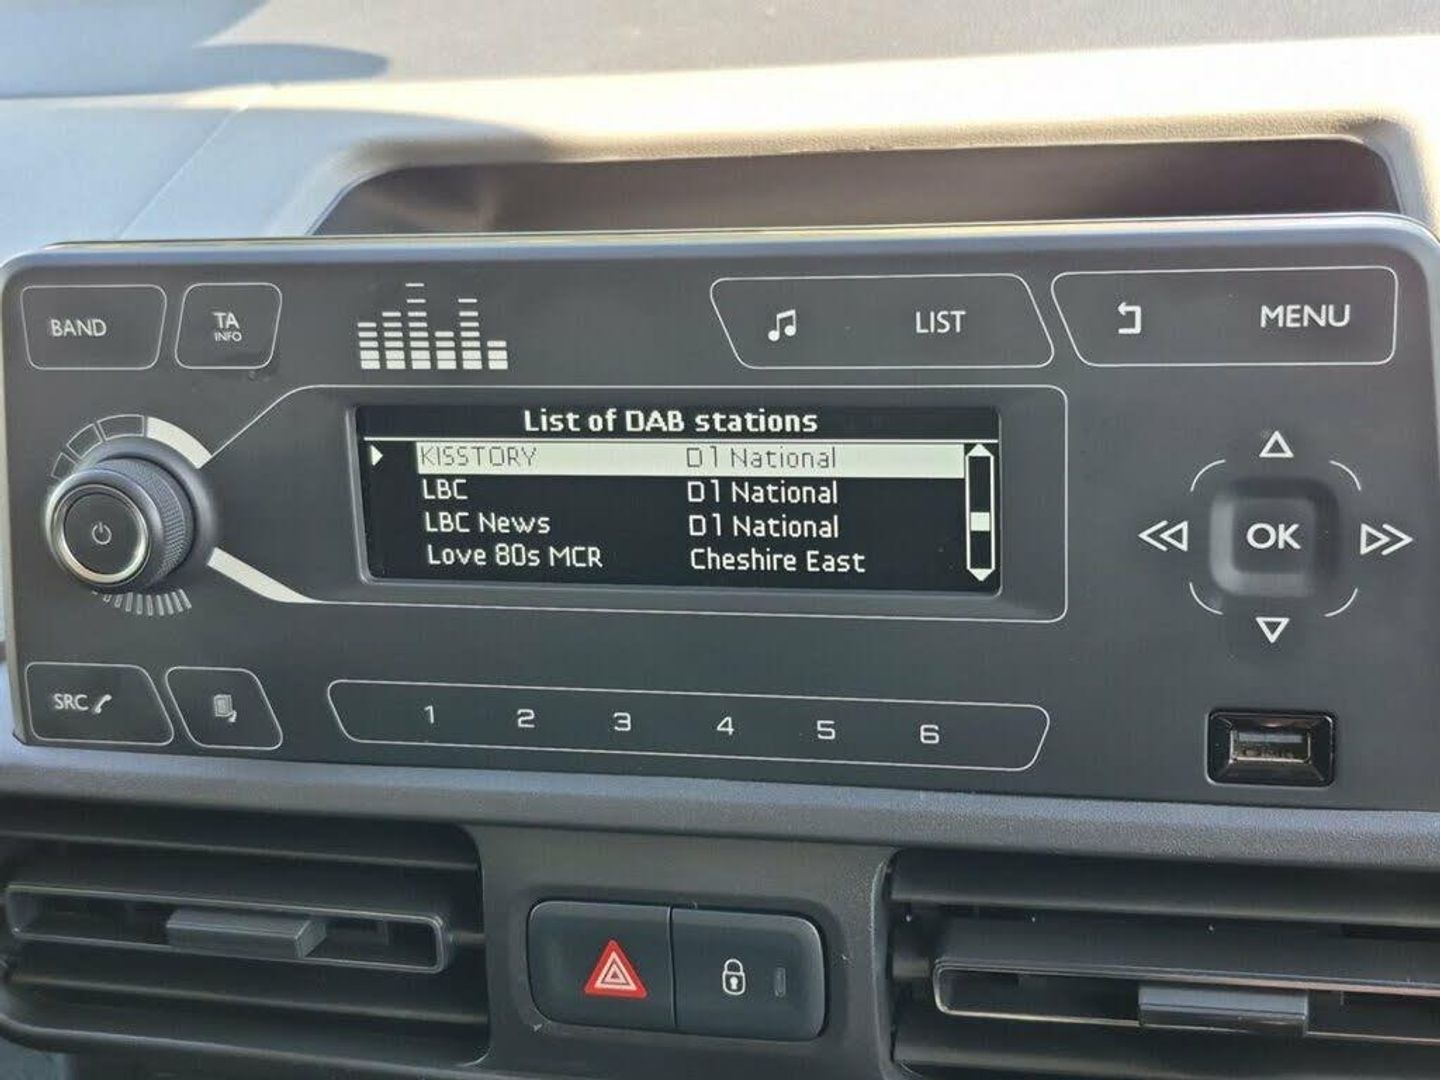 BAND
TA
INFO
LIST
MENU
List of DAB stations
KISSTORY D1 National
LBC D1 National
LBC News D1 National
Love 80s MCR Cheshire East
OK
SRC
1 2 3 4 5 6